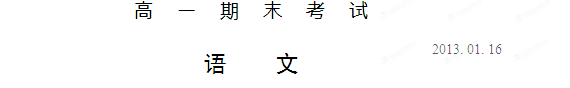 高 一 期 末 考 试
2013. 01. 16
语 文